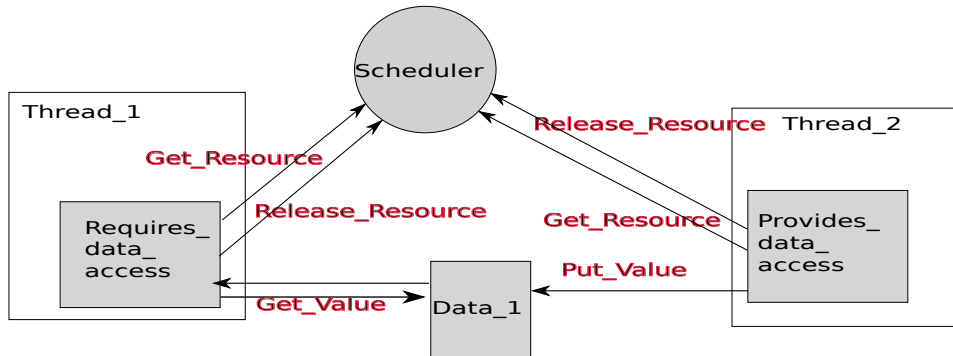 Scheduler
Thread_1
Release_Resource
Thread_2
Get_Resource
Release_Resource
Get_Resource
Requires_
data_
access
Provides_
data_
access
Put_Value
Get_Value
Data_1